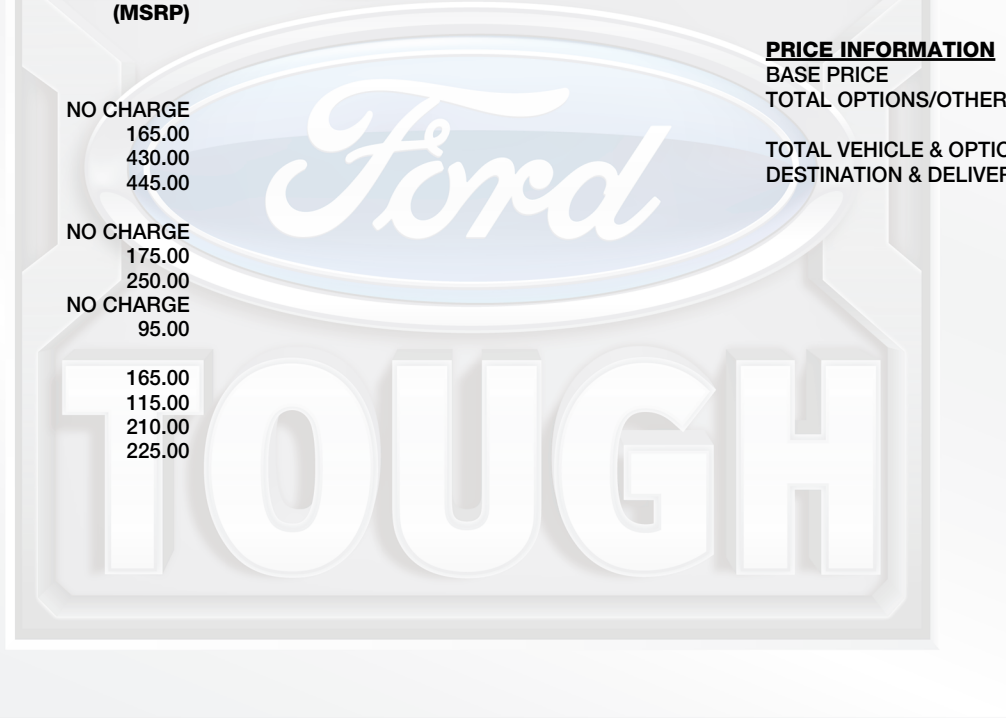 (MSRP)
NO CHARGE
165.00
430.00
445.00
NO CHARGE
175.00
250.00
NO CHARGE
95.00
165.00
115.00
210.00
225.00
PRICE INFORMATION
BASE PRICE
TOTAL OPTIONS/OTHER
TOTAL VEHICLE & OPTIO
DESTINATION & DELIVER
Ford
TOUGH